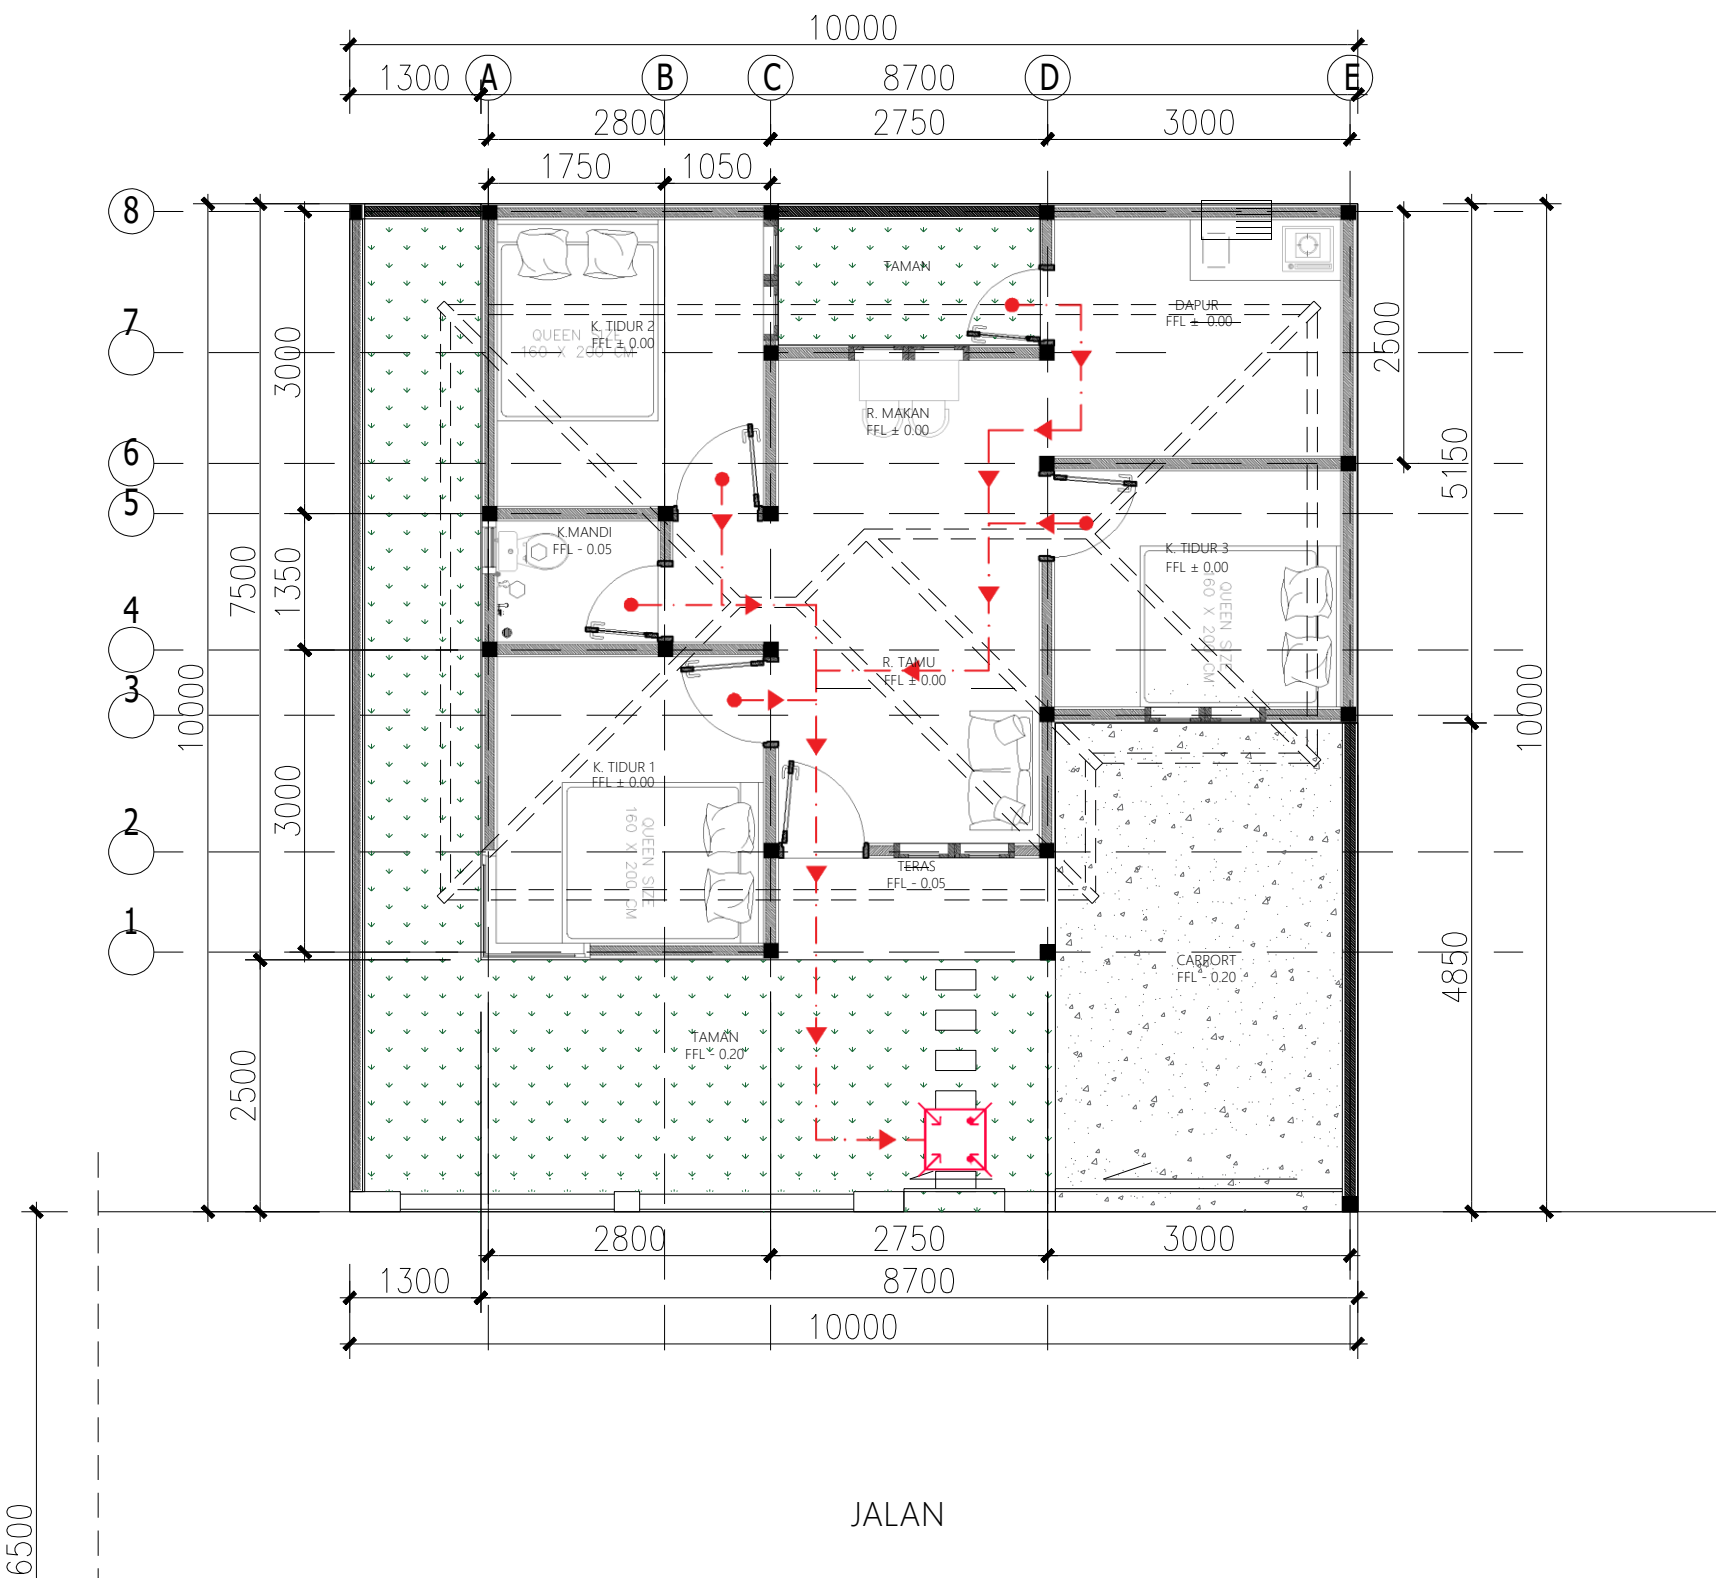 10000
1300
A
B
C
8700
D
E
2800
2750
3000
1750
1050
8
7
6
5
4
3
2
1
10000
7500
2500
3000
1350
3000
2500
5150
4850
10000
TAMAN
DAPUR
FFL ± 0.00
K. TIDUR 2
FFL ± 0.00
QUEEN SIZE
160 X 200 CM
R. MAKAN
FFL ± 0.00
K.MANDI
FFL - 0.05
K. TIDUR 3
FFL ± 0.00
QUEEN SIZE
160 X 200 CM
R. TAMU
FFL ± 0.00
K. TIDUR 1
FFL ± 0.00
QUEEN SIZE
160 X 200 CM
TERAS
FFL - 0.05
CARPORT
FFL - 0.20
TAMAN
FFL - 0.20
2800
2750
3000
1300
8700
10000
JALAN
6500